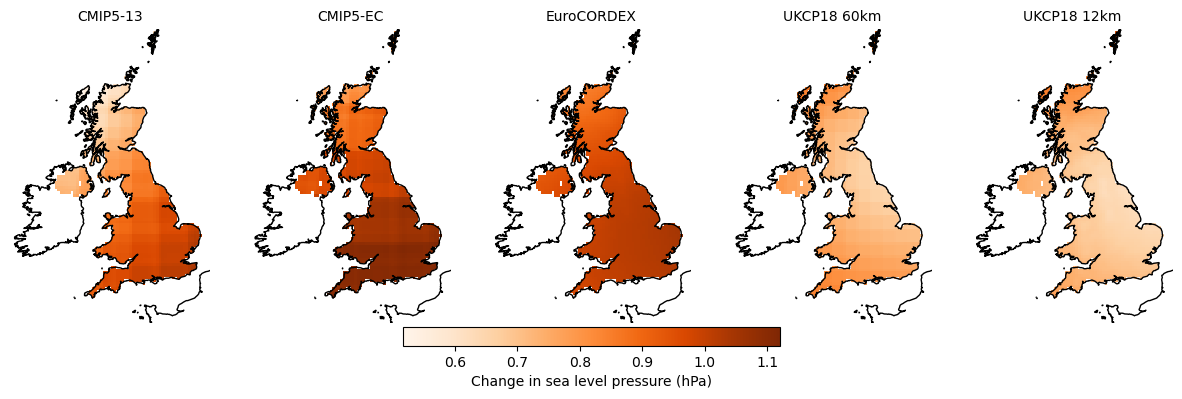 CMIP5-13 CMIP5-EC EuroCORDEX UKCP18 60km UKCP18 12km
0.6 0.7 0.8 0.9 1.0 1.1
Change in sea level pressure (hPa)